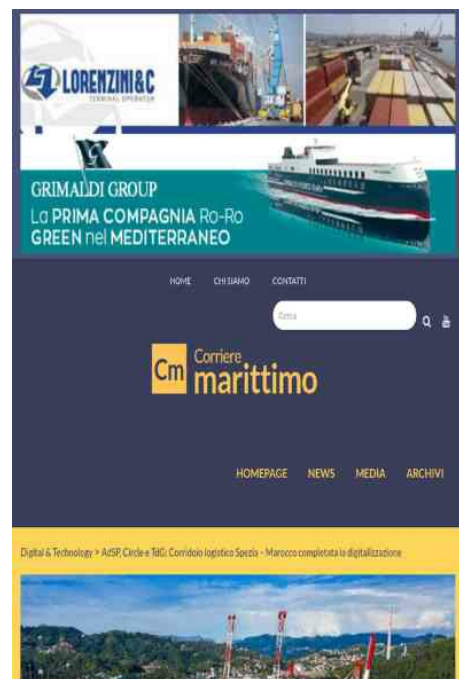 LORENZINI&C
TERMINAL OPERATOR
GRIMALDI GROUP
La PRIMA COMPAGNIA Ro-Ro
GREEN nel MEDITERRANEO
HOME CHI SIAMO CONTATTI
Cerca
Cm Corriere
marittimo
HOMEPAGE NEWS MEDIA ARCHIVI
Digital & Technology > AdSP, Circle e TdG: Corridoio logistico Spezia - Marocco completata la digitalizzazione